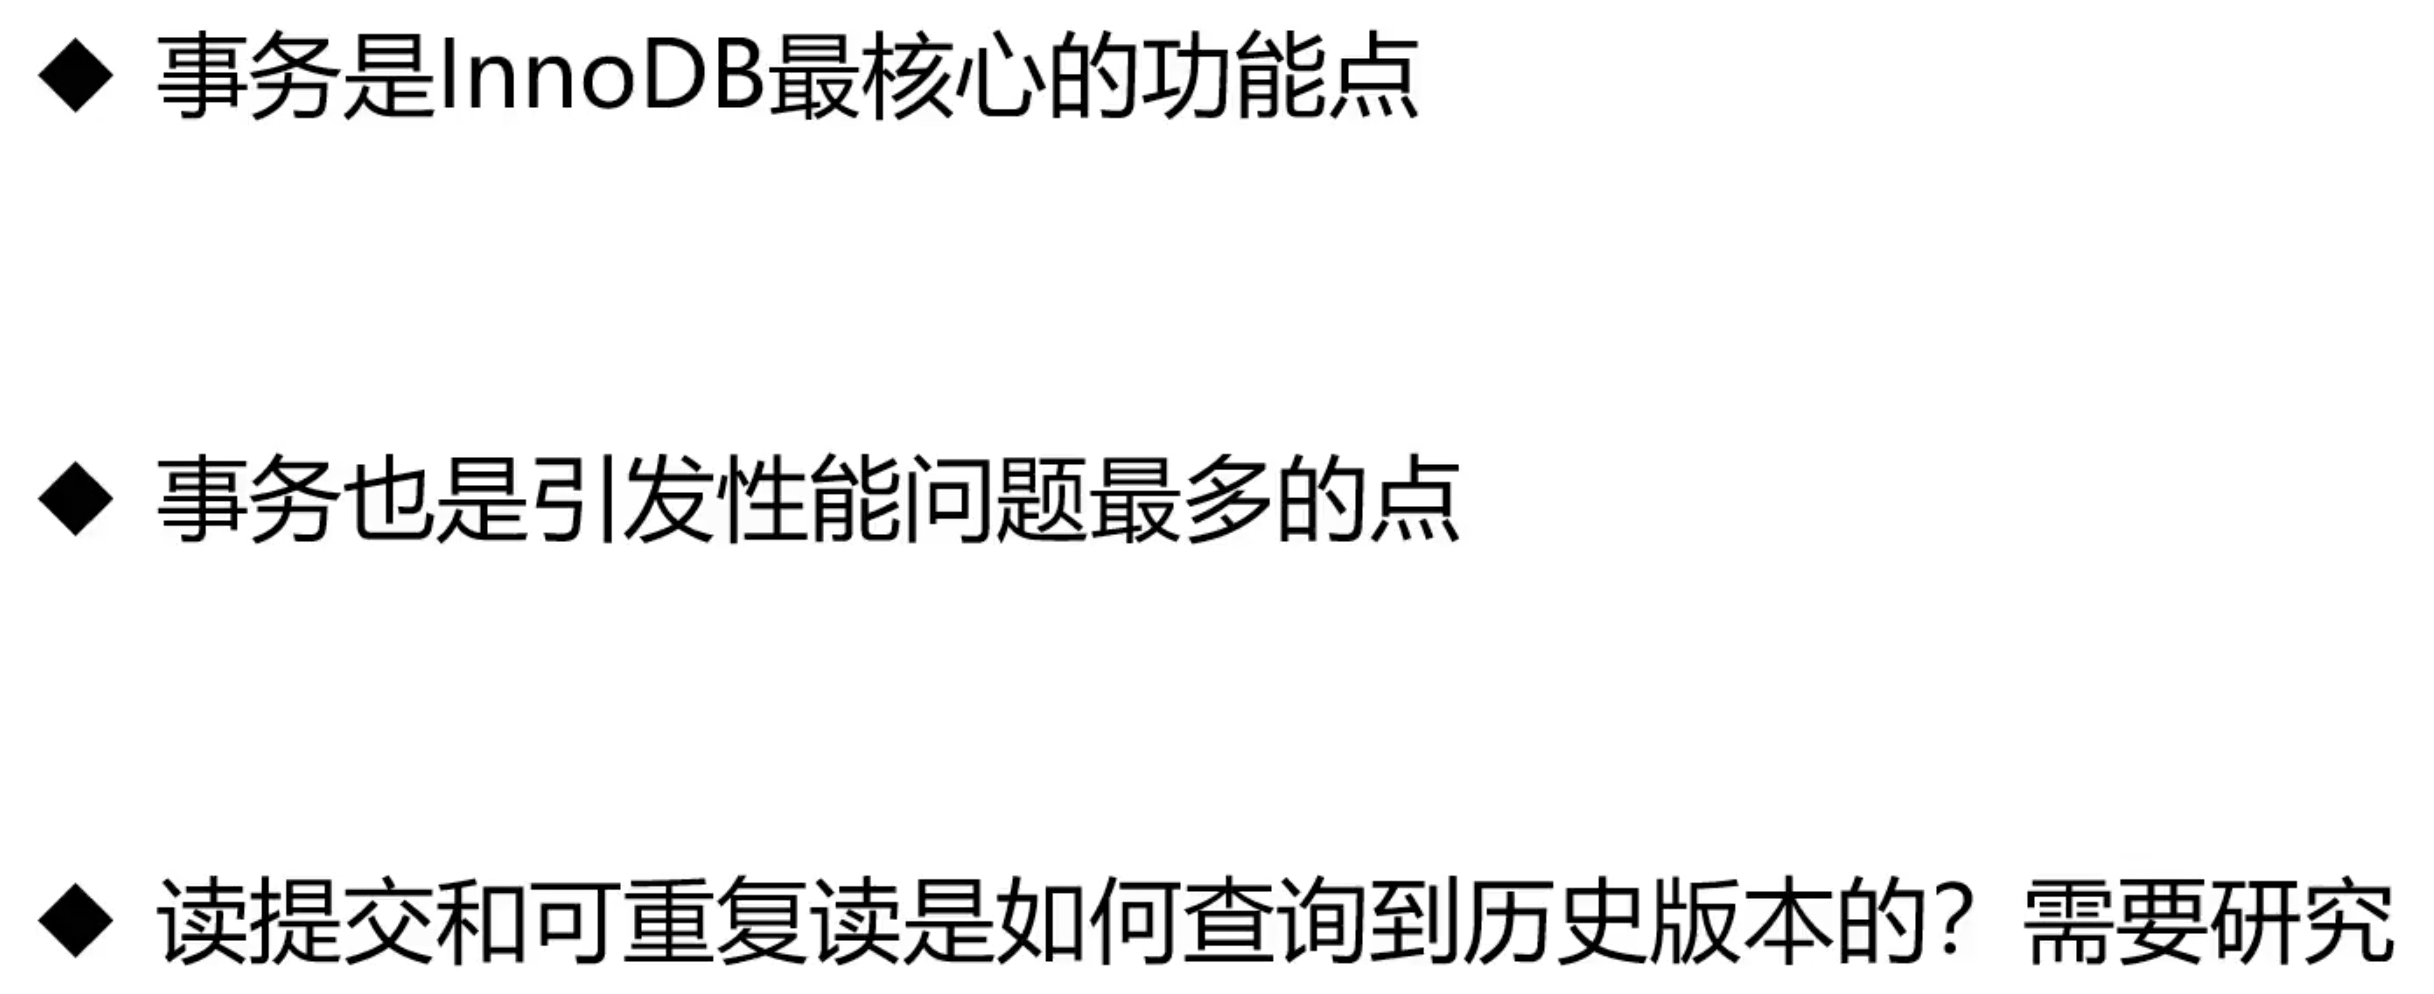 ◆ 事务是InnoDB最核心的功能点
◆ 事务也是引发性能问题最多的点
◆ 读提交和可重复读是如何查询到历史版本的？需要研究